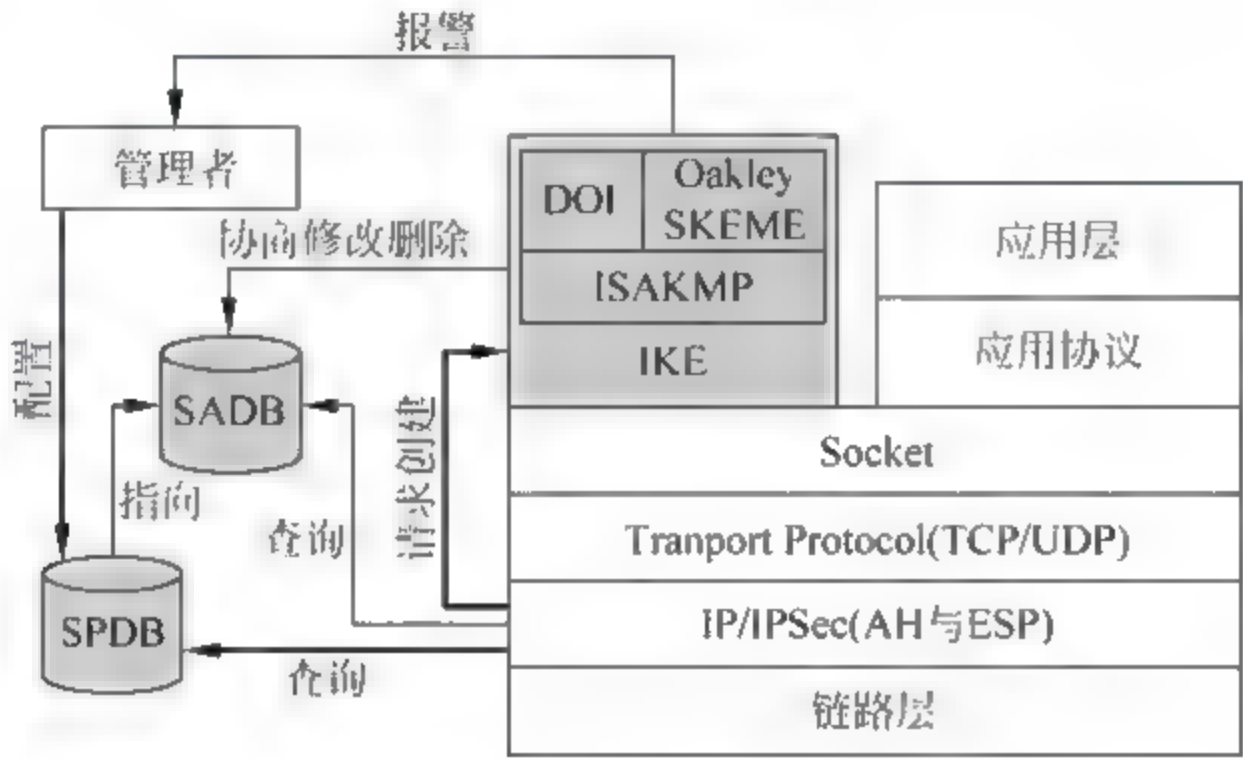 报警
管理者
DOI
Oakley
SKEME
协商修改删除
ISAKMP
应用层
配置
IKE
应用协议
SADB
请求创建
Socket
指向
查询
Tranport Protocol(TCP/UDP)
SPDB
IP/IPSec(AH与ESP)
查询
链路层